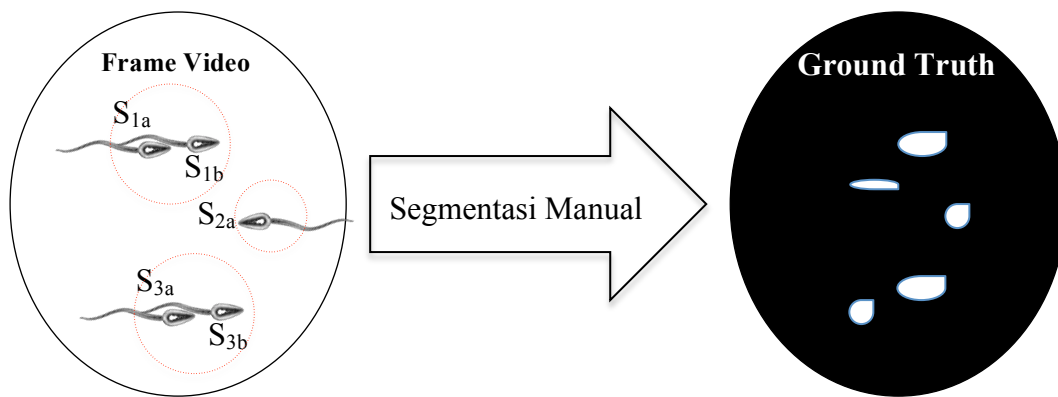 Frame Video
S1a
S1b
S2a
S3a
S3b
Segmentasi Manual
Ground Truth